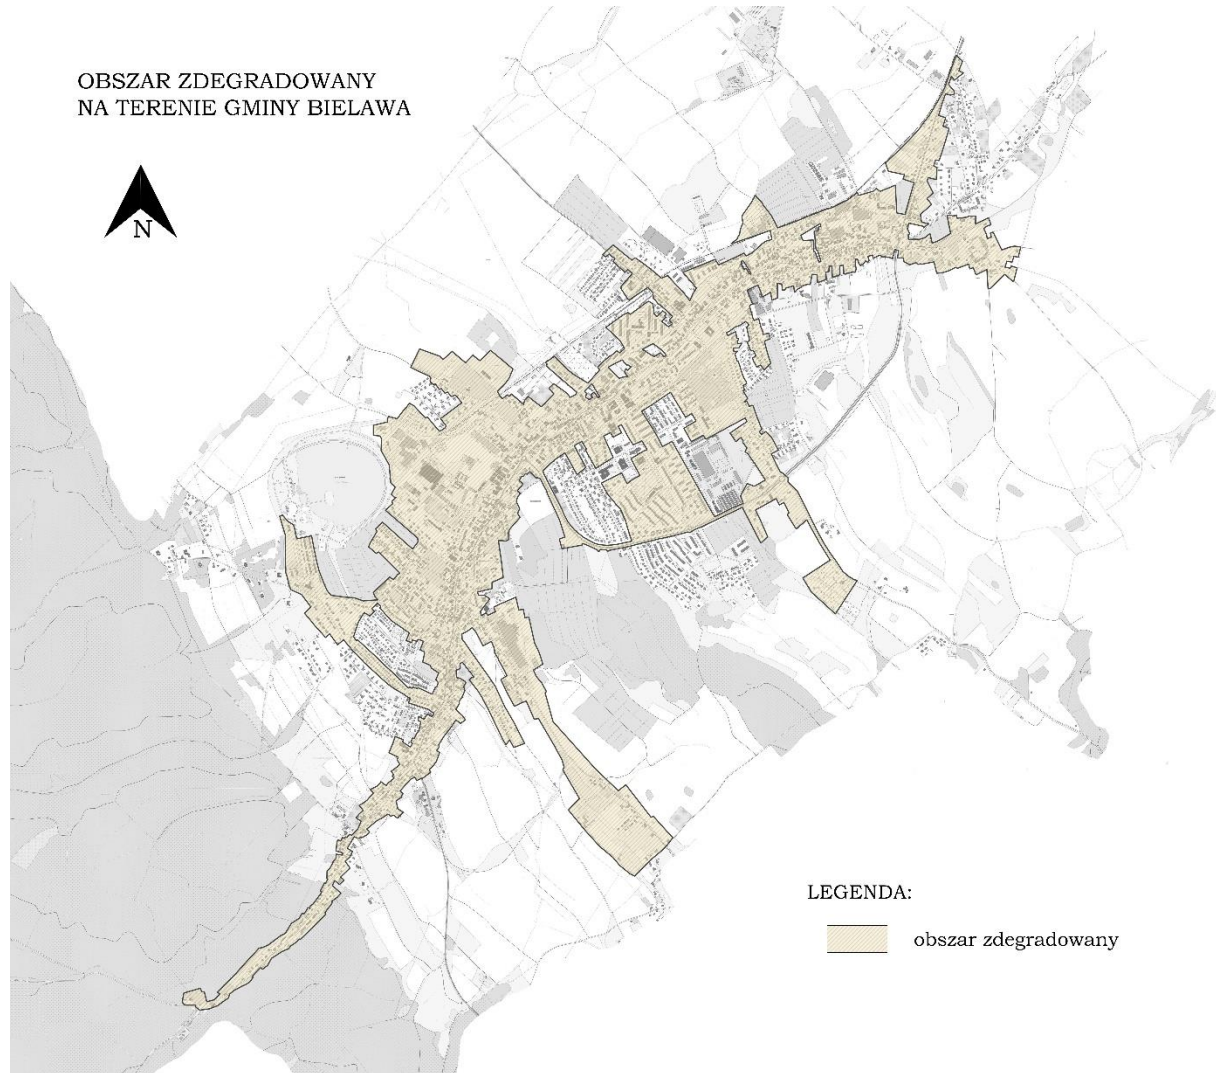 OBSZAR ZDEGRADOWANY
NA TERENIE GMINY BIELAWA
N
LEGENDA:
obszar zdegradowany